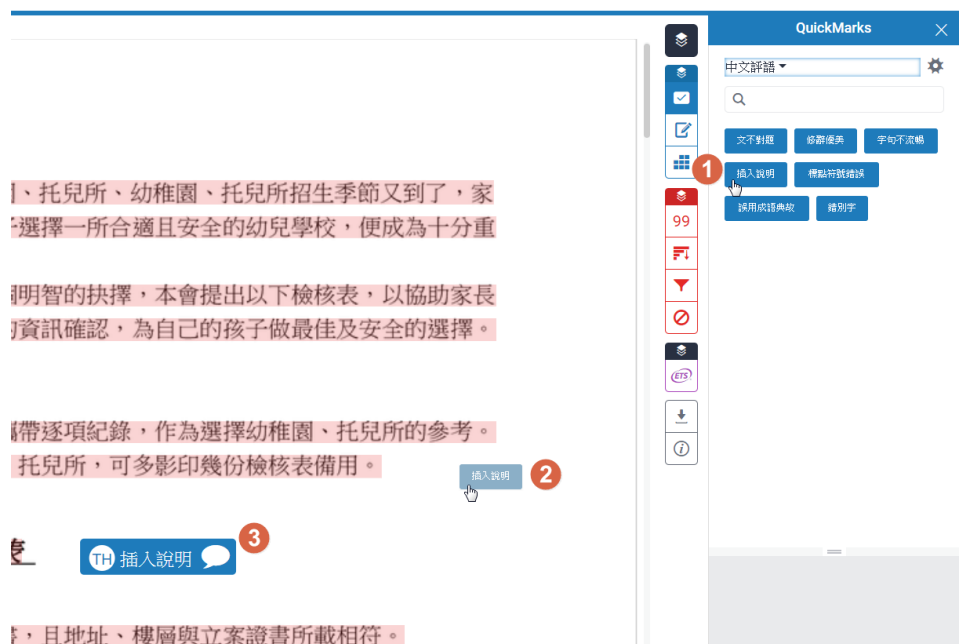 QuickMarks
中文評語
文不對題 修辭優美 字句不流暢
插入說明 標點符號錯誤
誤用成語典故 錯別字
1
99
ETS
、托兒所、幼稚園、托兒所招生季節又到了，家
選擇一所合適且安全的幼兒學校，便成為十分重
明智的抉擇，本會提出以下檢核表，以協助家長
資訊確認，為自己的孩子做最佳及安全的選擇。
帶逐項紀錄，作為選擇幼稚園、托兒所的參考。
托兒所，可多影印幾份檢核表備用。
插入說明 2
表
TH 插入說明 3
，且地址、樓層與立案證書所載相符。